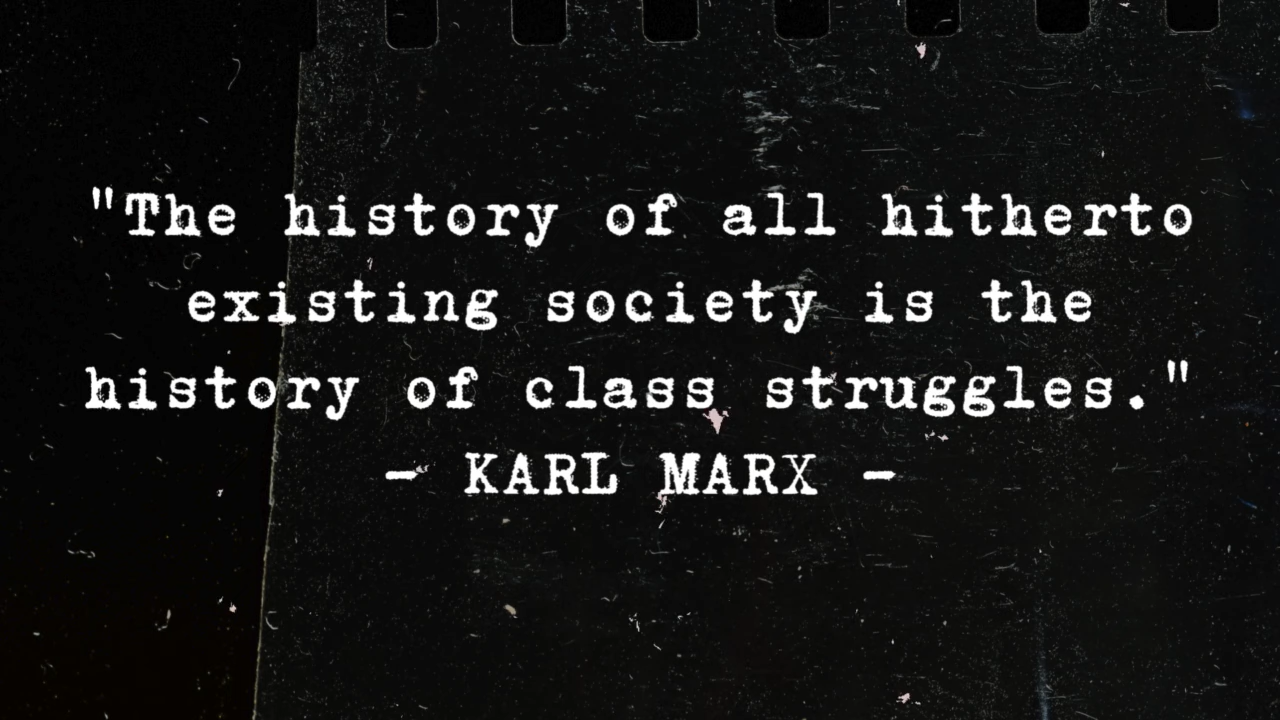 "The history of all hitherto
existing society is the
history of class struggles."
- KARL MARX -